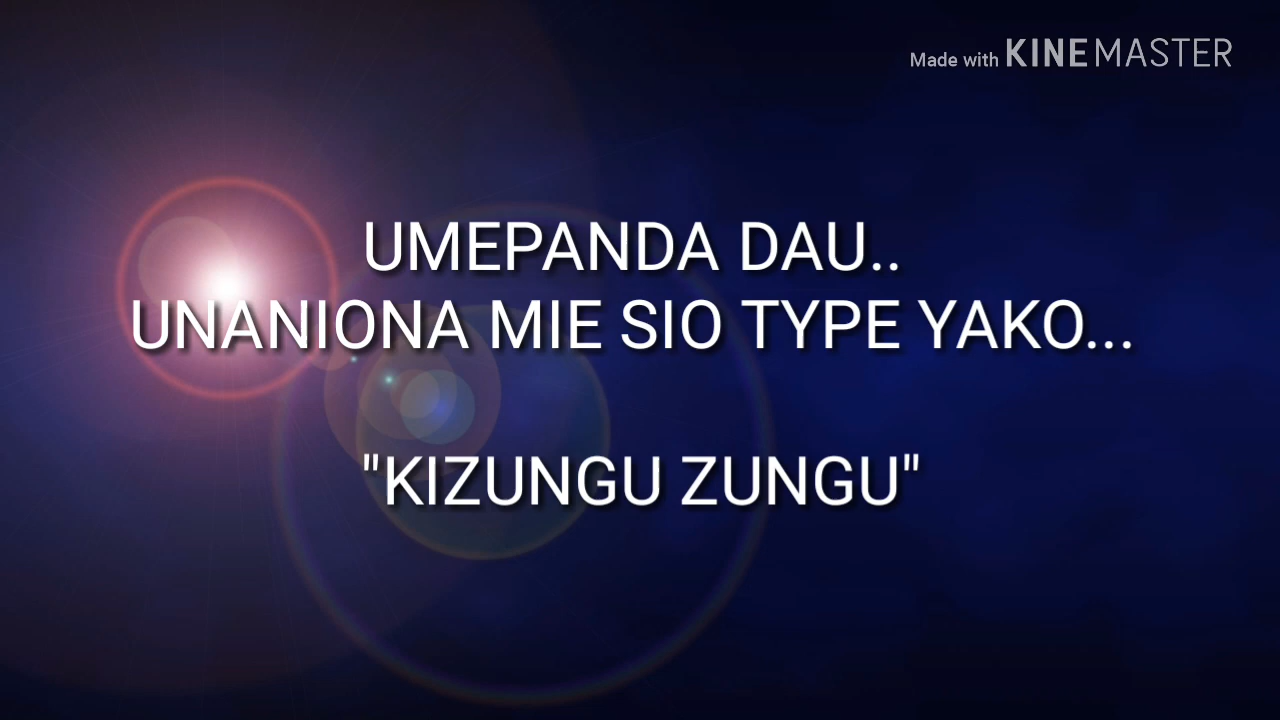 Made with KINEMASTER
UMEPANDA DAU..
UNANIONA MIE SIO TYPE YAKO...
"KIZUNGU ZUNGU"